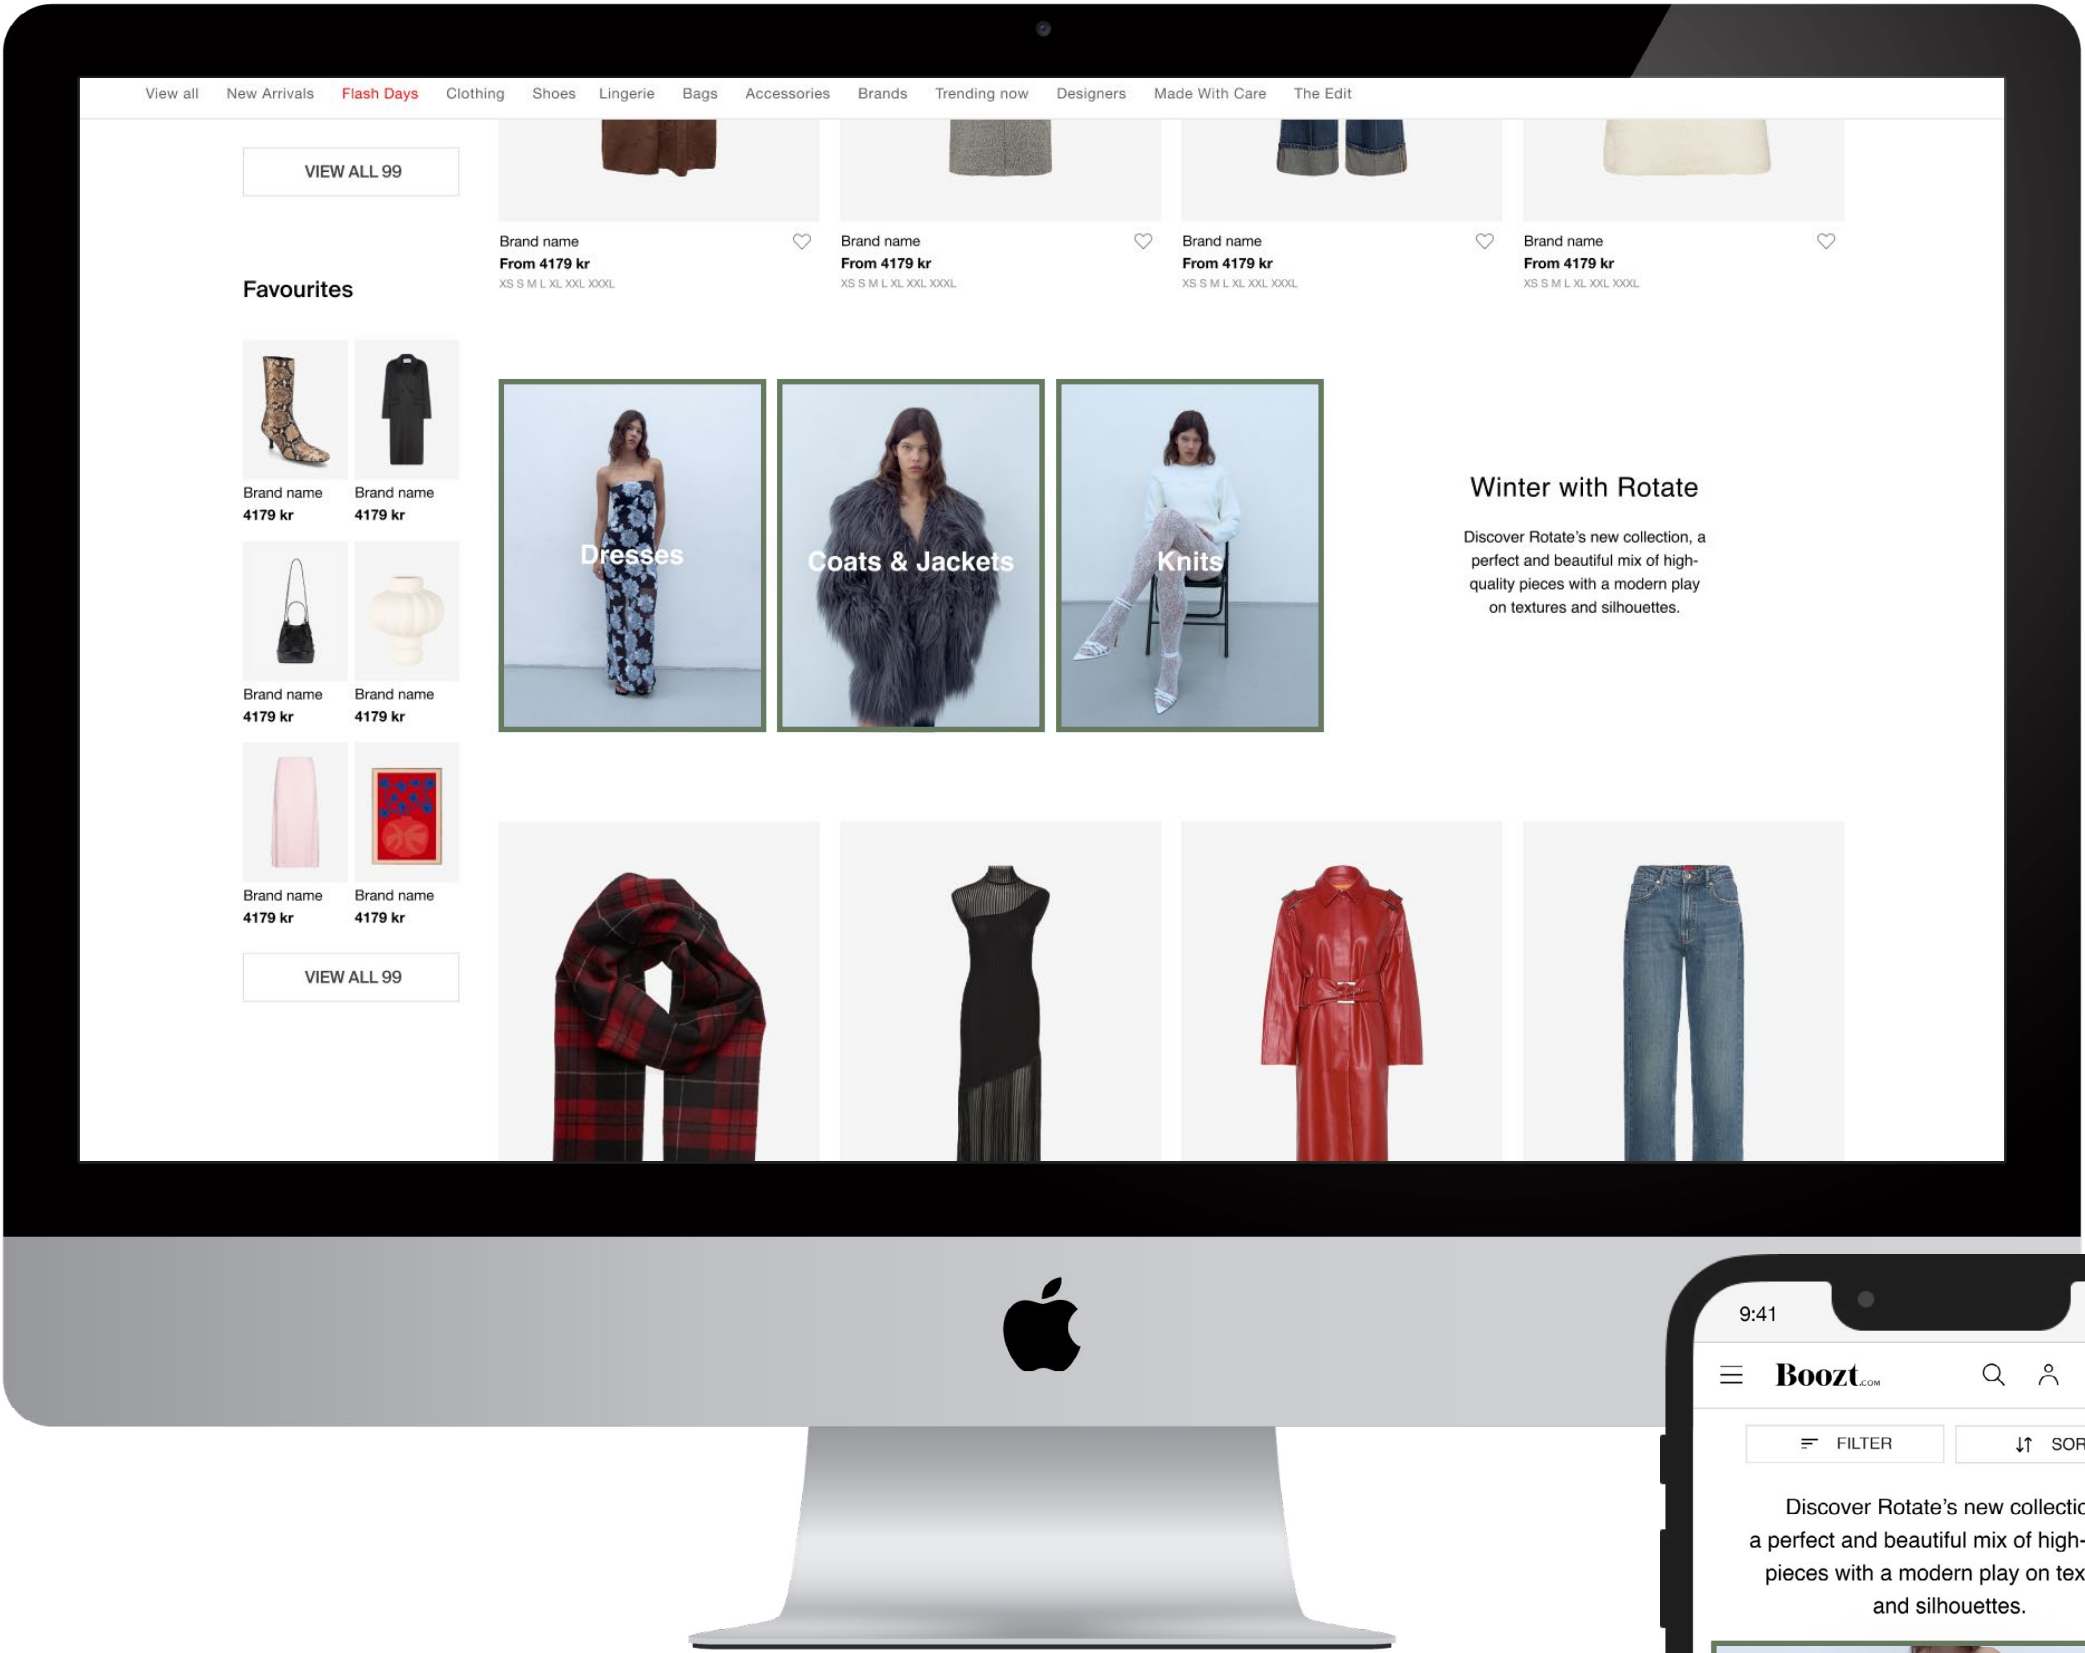 View all New Arrivals Flash Days Clothing Shoes Lingerie Bags Accessories Brands Trending now Designers Made With Care The Edit
VIEW ALL 99
Brand name
From 4179 kr
XS S M L XL XXL XXXL
Brand name
From 4179 kr
XS S M L XL XXL XXXL
Brand name
From 4179 kr
XS S M L XL XXL XXXL
Brand name
From 4179 kr
XS S M L XL XXL XXXL
Favourites
Brand name
4179 kr
Brand name
4179 kr
Brand name
4179 kr
Brand name
4179 kr
Brand name
4179 kr
Brand name
4179 kr
VIEW ALL 99
Dresses
Coats & Jackets
Knits
Winter with Rotate
Discover Rotate's new collection, a
perfect and beautiful mix of high-
quality pieces with a modern play
on textures and silhouettes.
9:41
Boozt.COM
FILTER
SOR
Discover Rotate's new collectio
a perfect and beautiful mix of high-
pieces with a modern play on tex
and silhouettes.